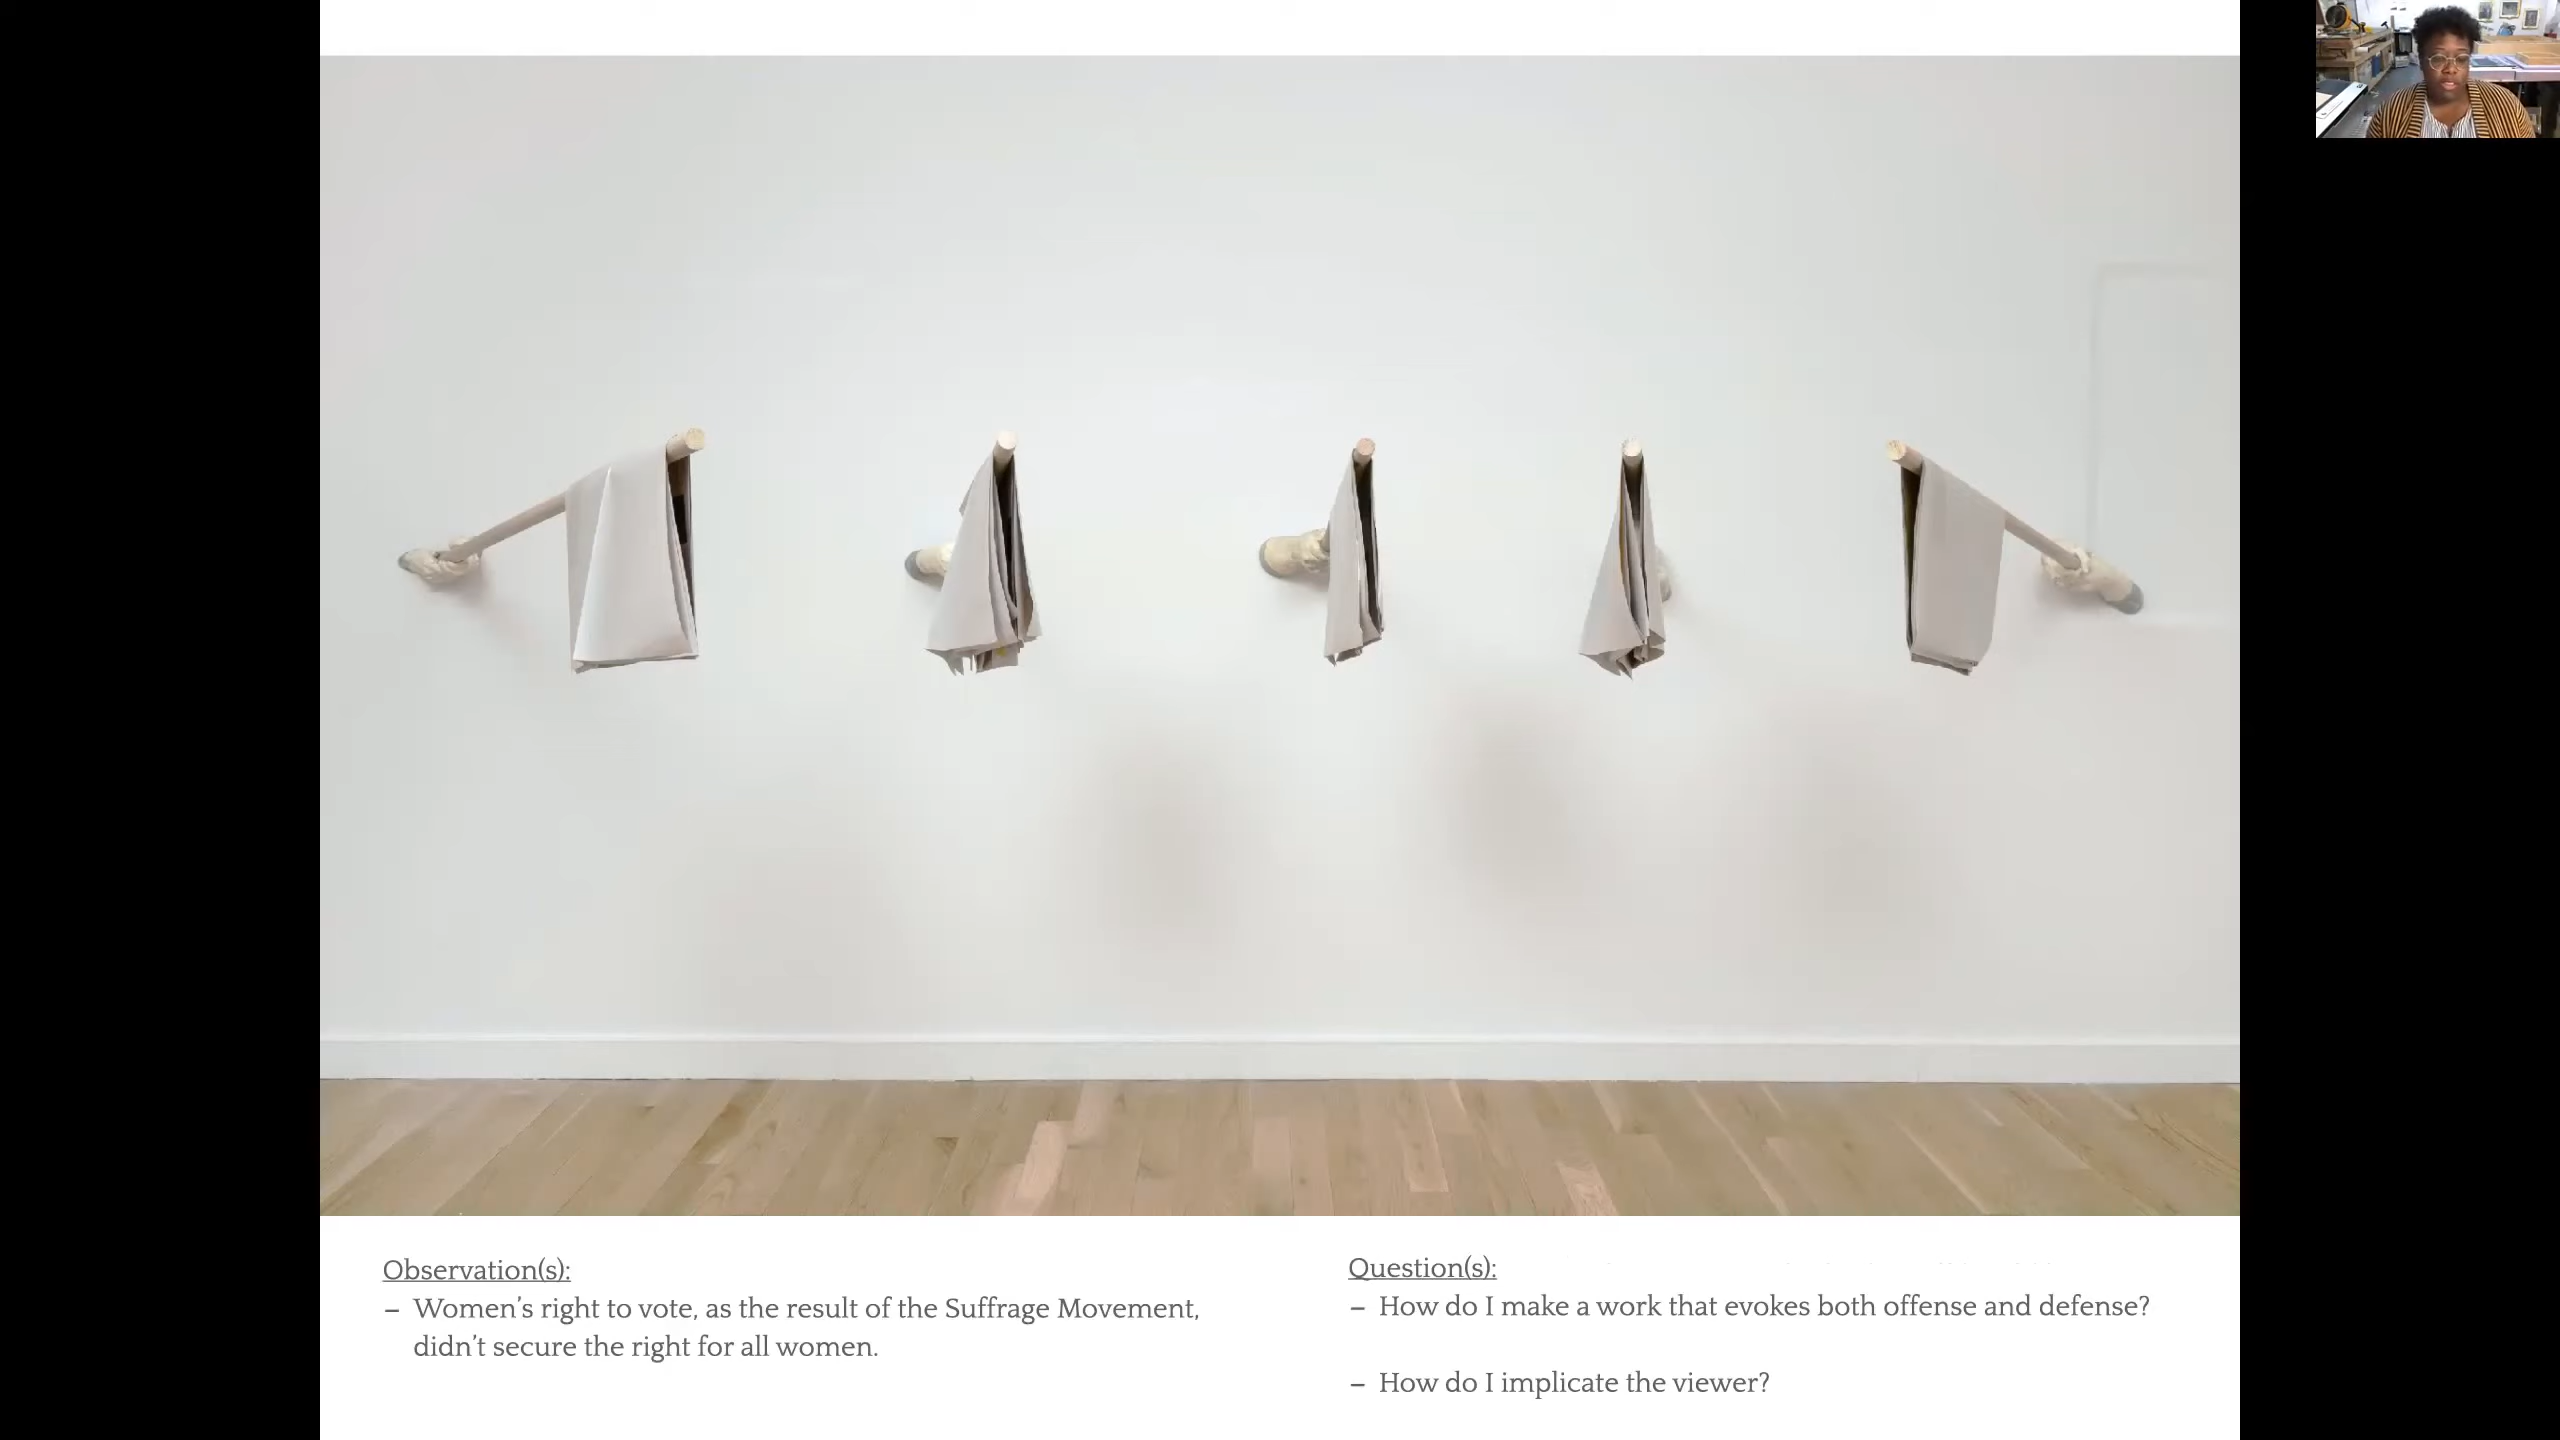 Observation(s):
– Women’s right to vote, as the result of the Suffrage Movement,
didn’t secure the right for all women.
Question(s):
– How do I make a work that evokes both offense and defense?
– How do I implicate the viewer?